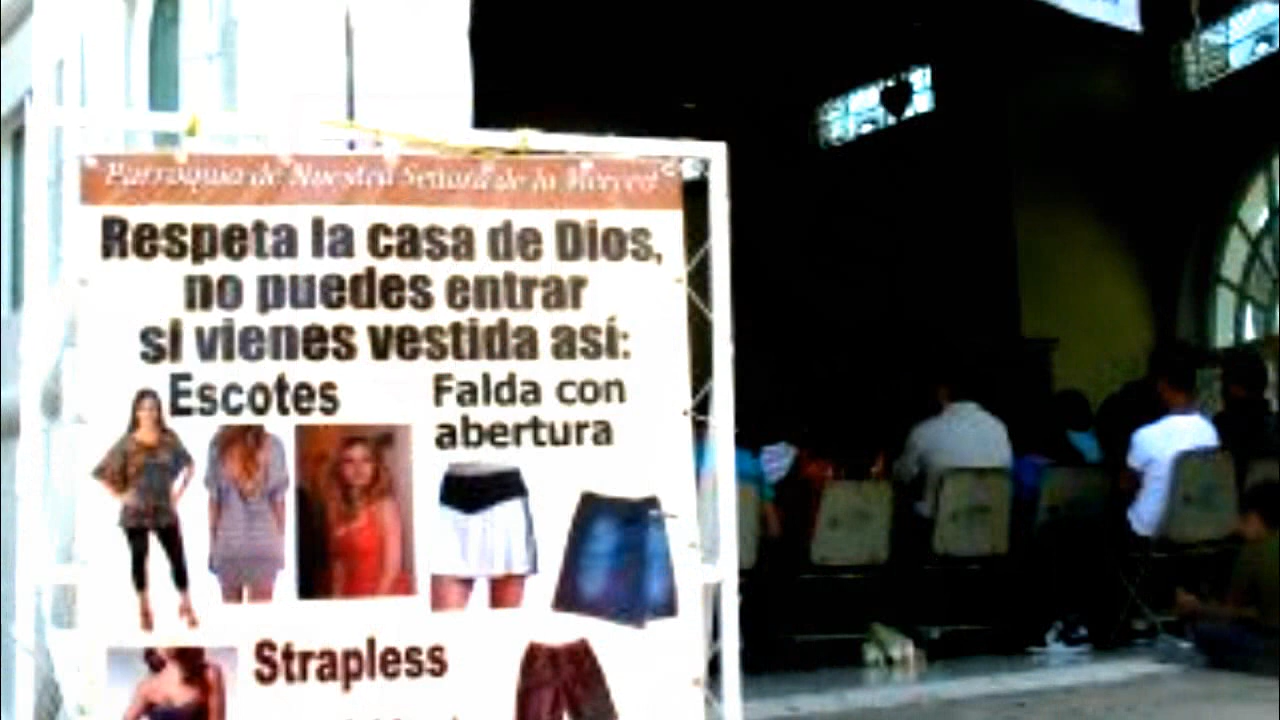 Parroquia de Nuestra Señora de la Merced
Respeta la casa de Dios,
no puedes entrar
si vienes vestida así:
Escotes
Falda con
abertura
Strapless